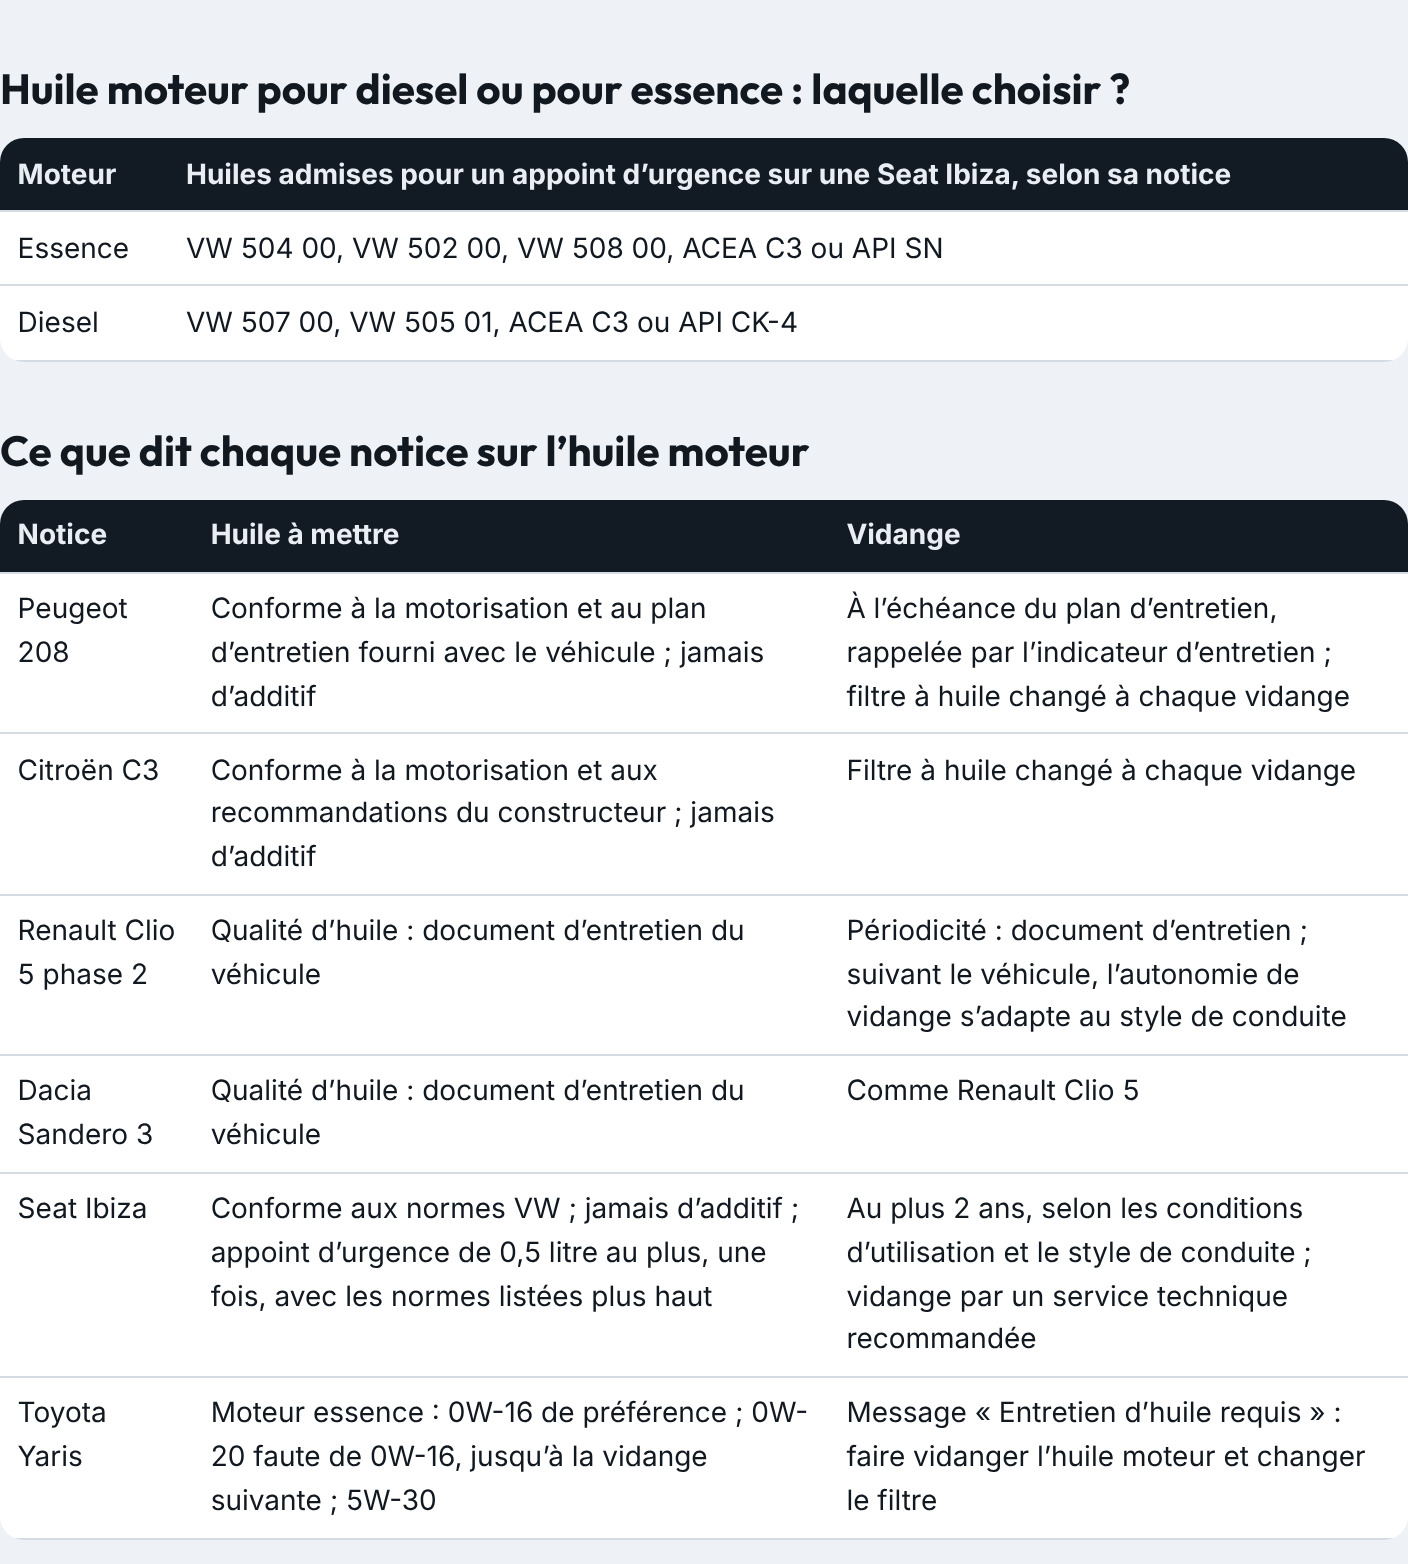 Huile moteur pour diesel ou pour essence : laquelle choisir ?
Moteur Huiles admises pour un appoint d’urgence sur une Seat Ibiza, selon sa notice
Essence VW 504 00, VW 502 00, VW 508 00, ACEA C3 ou API SN
Diesel VW 507 00, VW 505 01, ACEA C3 ou API CK-4
Ce que dit chaque notice sur l’huile moteur
Notice Huile à mettre Vidange
Peugeot Conforme à la motorisation et au plan À l’échéance du plan d’entretien,
208 d’entretien fourni avec le véhicule ; jamais rappelée par l’indicateur d’entretien ;
d’additif filtre à huile changé à chaque vidange
Citroën C3 Conforme à la motorisation et aux Filtre à huile changé à chaque vidange
recommandations du constructeur ; jamais
d’additif
Renault Clio Qualité d’huile : document d’entretien du Périodicité : document d’entretien ;
5 phase 2 véhicule suivant le véhicule, l’autonomie de
vidange s’adapte au style de conduite
Dacia Qualité d’huile : document d’entretien du Comme Renault Clio 5
Sandero 3 véhicule
Seat Ibiza Conforme aux normes VW ; jamais d’additif ; Au plus 2 ans, selon les conditions
appoint d’urgence de 0,5 litre au plus, une d’utilisation et le style de conduite ;
fois, avec les normes listées plus haut vidange par un service technique
recommandée
Toyota Moteur essence : 0W-16 de préférence ; 0W- Message « Entretien d’huile requis » :
Yaris 20 faute de 0W-16, jusqu’à la vidange faire vidanger l’huile moteur et changer
suivante ; 5W-30 le filtre